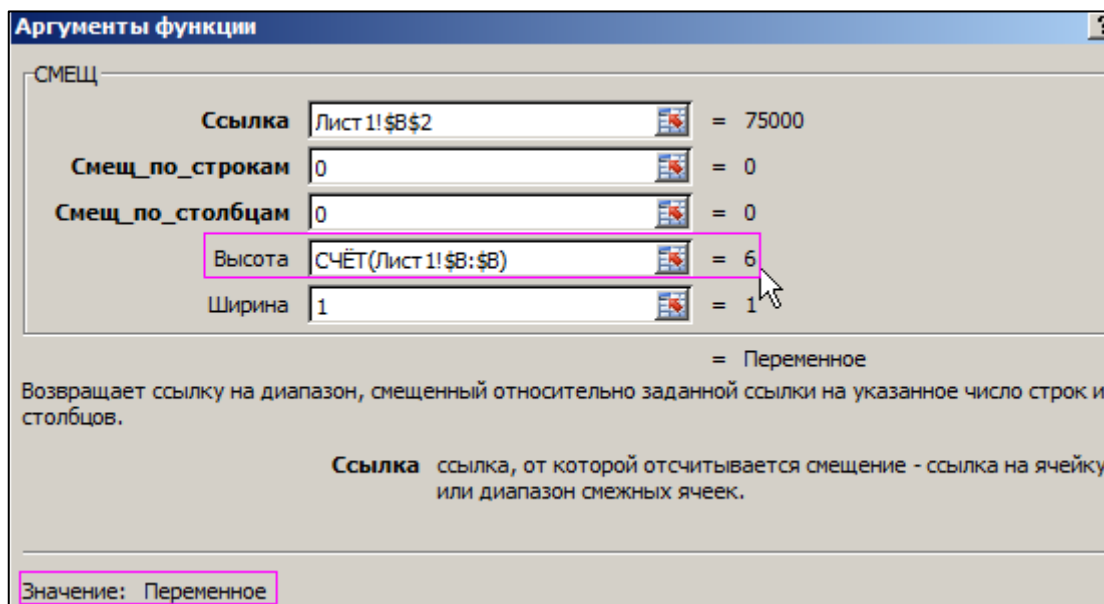 Аргументы функции ?
СМЕЩ
Ссылка Лист1!$B$2 = 75000
Смещ_по_строкам 0 = 0
Смещ_по_столбцам 0 = 0
Высота СЧЁТ(Лист1!$B:$B) = 6
Ширина 1 = 1
= Переменное
Возвращает ссылку на диапазон, смещенный относительно заданной ссылки на указанное число строк и
столбцов.
Ссылка ссылка, от которой отсчитывается смещение - ссылка на ячейку
или диапазон смежных ячеек.
Значение: Переменное